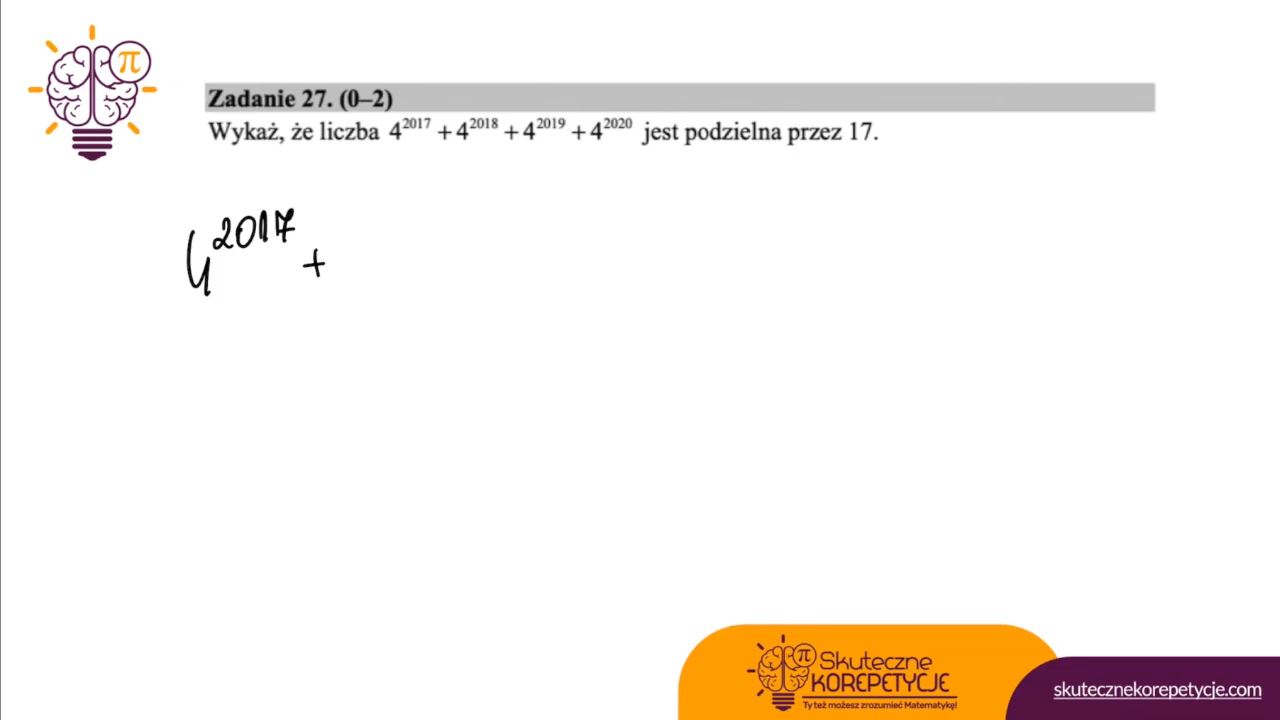 π
Zadanie 27. (0–2)
Wykaż, że liczba 4^2017 + 4^2018 + 4^2019 + 4^2020 jest podzielna przez 17.
4^2017 +
π
Skuteczne
KOREPETYCJE
Ty też możesz zrozumieć Matematykę!
skutecznekorepetycje.com